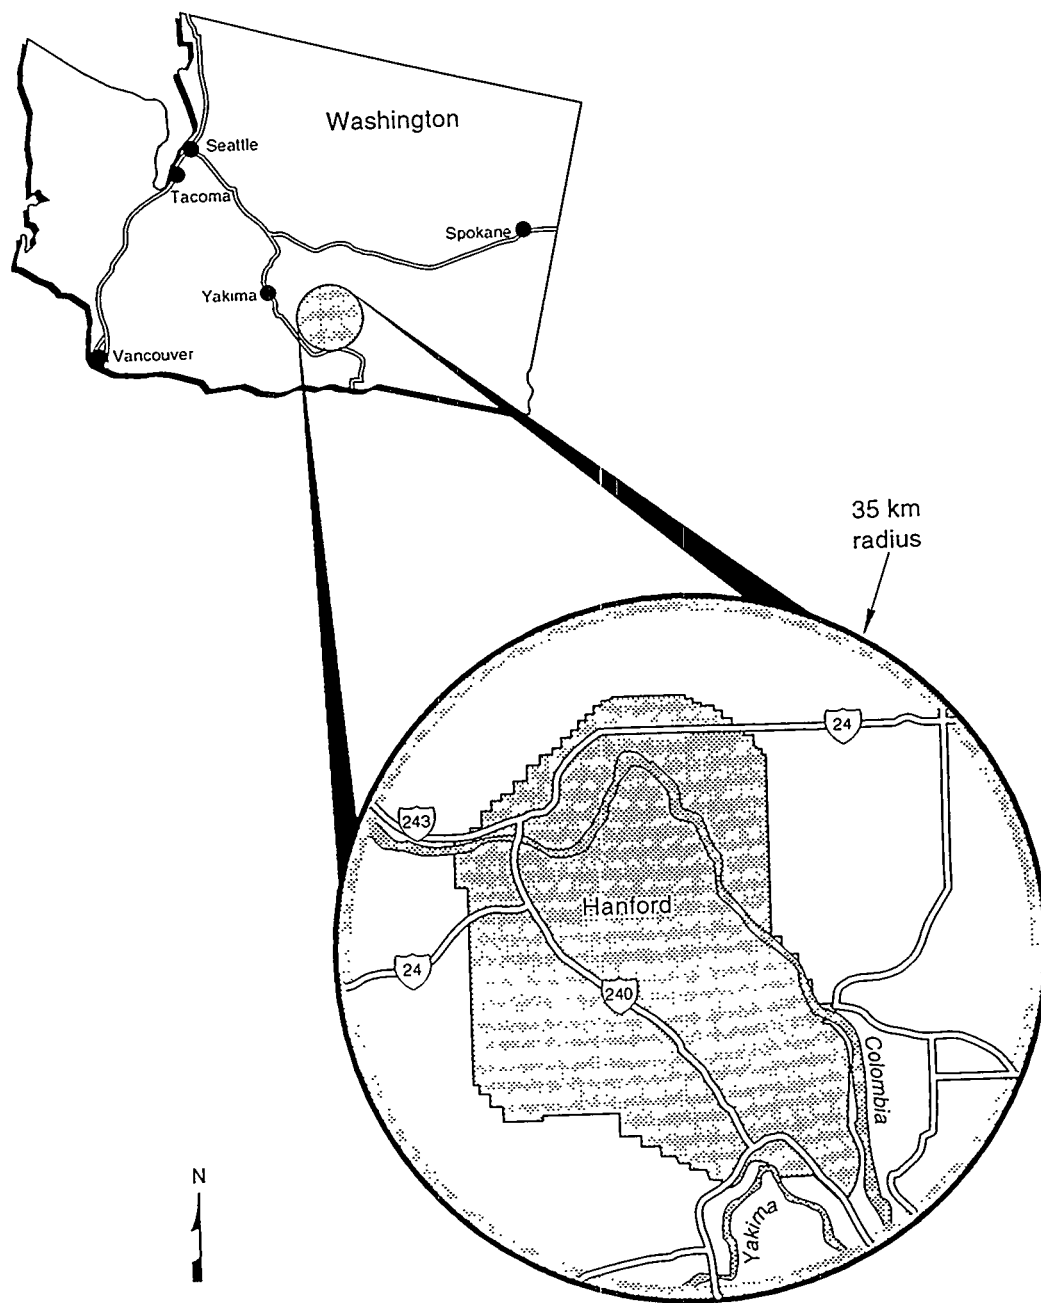 Washington
Seattle
Tacoma
Spokane
Yakima
Vancouver
35 km
radius
24
243
Hanford
24
240
Colombia
Yakima
N